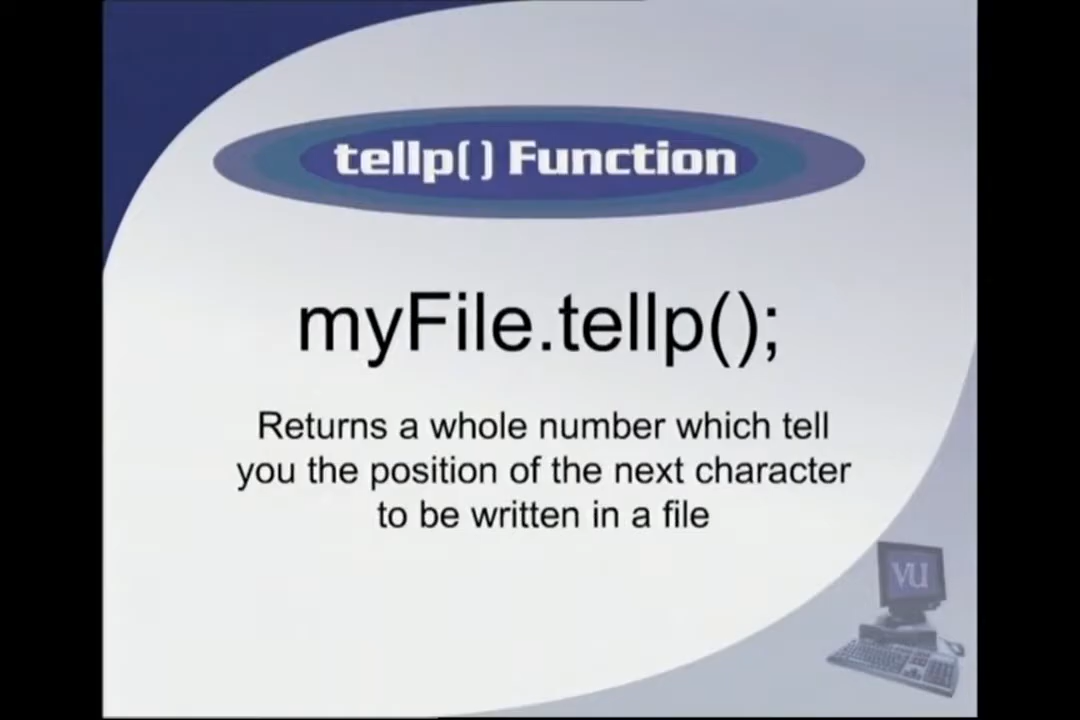 tellp( ) Function
myFile.tellp();
Returns a whole number which tell
you the position of the next character
to be written in a file
VU